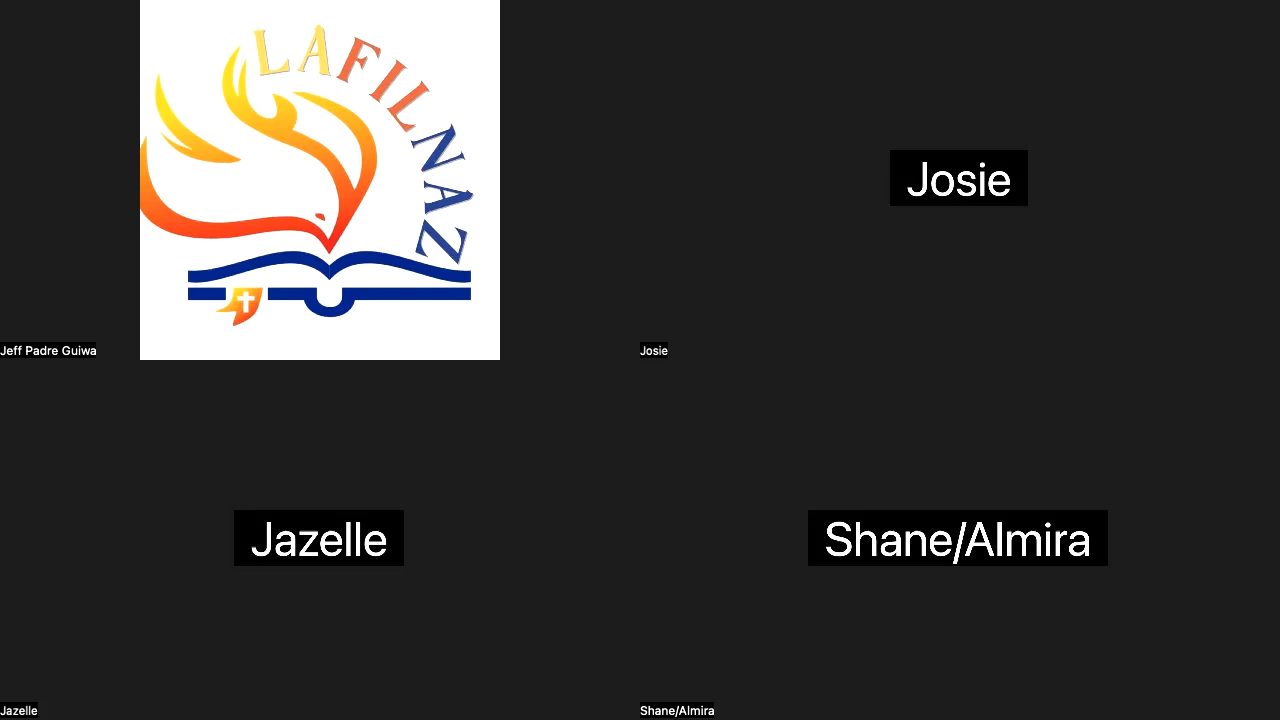 LAFILNAZ
Jeff Padre Guiwa
Josie
Josie
Jazelle
Jazelle
Shane/Almira
Shane/Almira